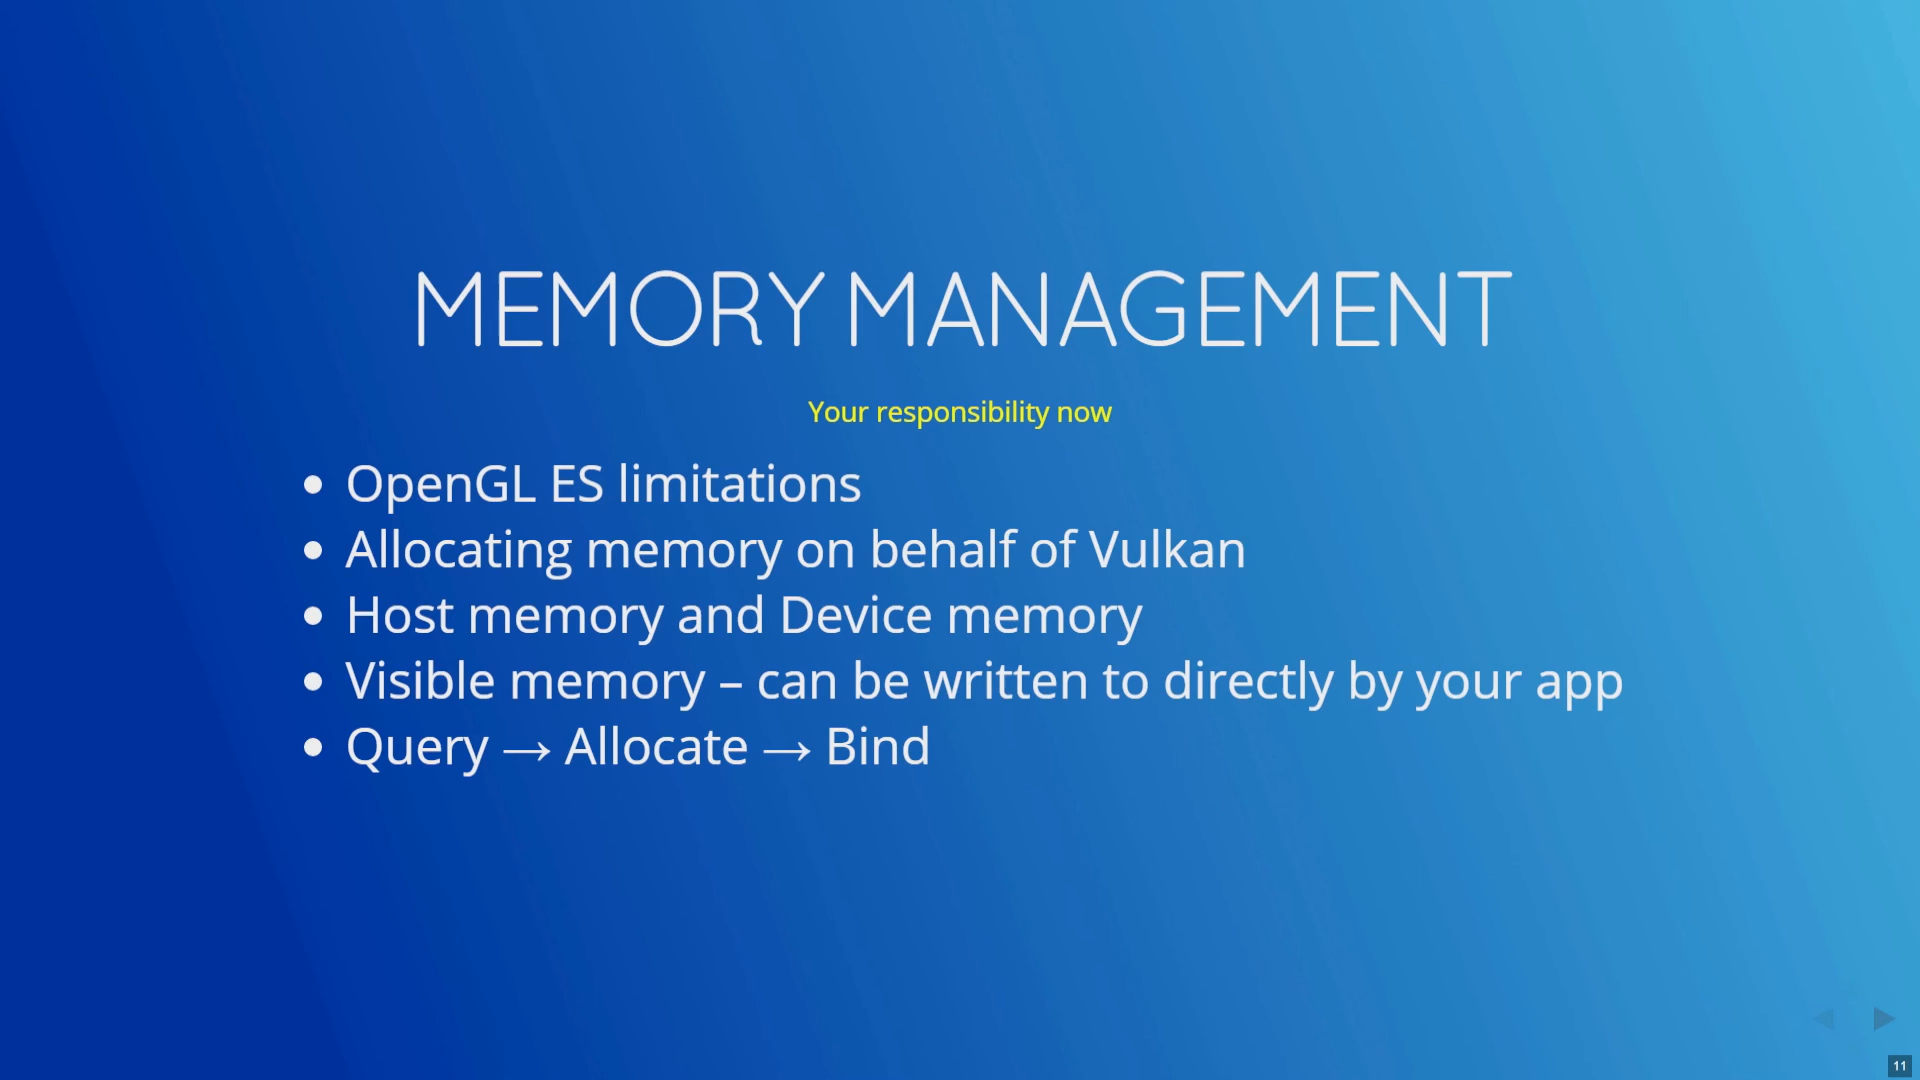 MEMORY MANAGEMENT
Your responsibility now
• OpenGL ES limitations
• Allocating memory on behalf of Vulkan
• Host memory and Device memory
• Visible memory – can be written to directly by your app
• Query → Allocate → Bind
11